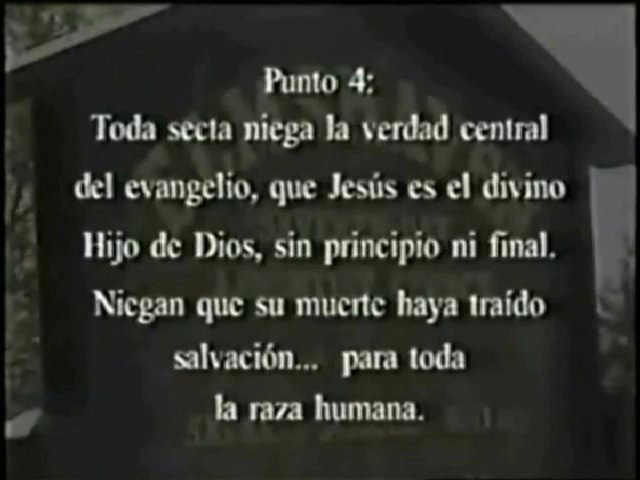 Punto 4:
Toda secta niega la verdad central
del evangelio, que Jesús es el divino
Hijo de Dios, sin principio ni final.
Niegan que su muerte haya traído
salvación... para toda
la raza humana.